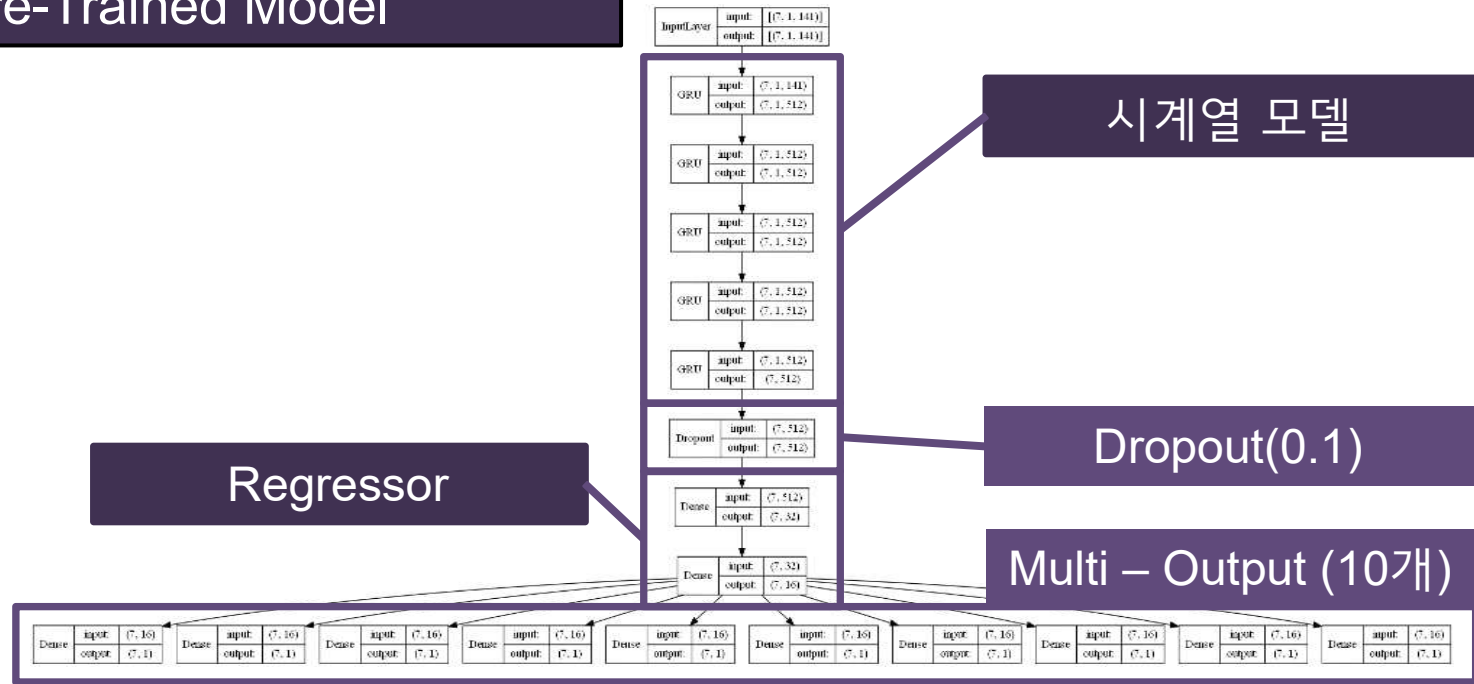 re-Trained Model
InputLayer input: [(7, 1, 141)]
output: [(7, 1, 141)]
GRU input: (7, 1, 141)
output: (7, 1, 512)
GRU input: (7, 1, 512)
output: (7, 1, 512)
GRU input: (7, 1, 512)
output: (7, 1, 512)
GRU input: (7, 1, 512)
output: (7, 1, 512)
GRU input: (7, 1, 512)
output: (7, 512)
시계열 모델
Dropout input: (7, 512)
output: (7, 512)
Dropout(0.1)
Regressor
Dense input: (7, 512)
output: (7, 32)
Dense input: (7, 32)
output: (7, 16)
Multi – Output (10개)
Dense input: (7, 16) Dense input: (7, 16) Dense input: (7, 16) Dense input: (7, 16) Dense input: (7, 16) Dense input: (7, 16) Dense input: (7, 16) Dense input: (7, 16) Dense input: (7, 16) Dense input: (7, 16)
output: (7, 1) output: (7, 1) output: (7, 1) output: (7, 1) output: (7, 1) output: (7, 1) output: (7, 1) output: (7, 1) output: (7, 1) output: (7, 1)